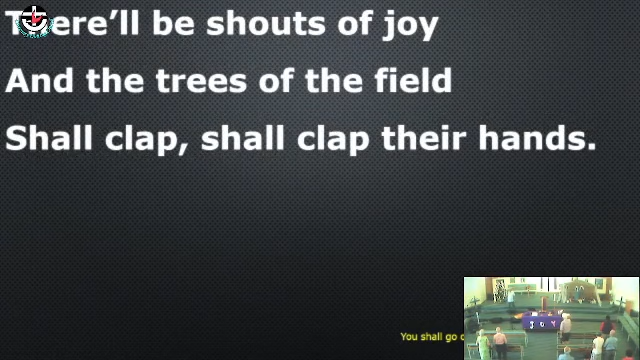 There’ll be shouts of joy
And the trees of the field
Shall clap, shall clap their hands.
You shall go
JOY